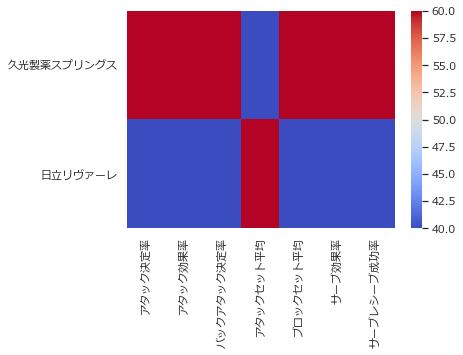 久光製薬スプリングス
日立リヴァーレ
アタック決定率
アタック効果率
バックアタック決定率
アタックセット平均
ブロックセット平均
サーブ効果率
サーブレシーブ成功率
60.0
57.5
55.0
52.5
50.0
47.5
45.0
42.5
40.0